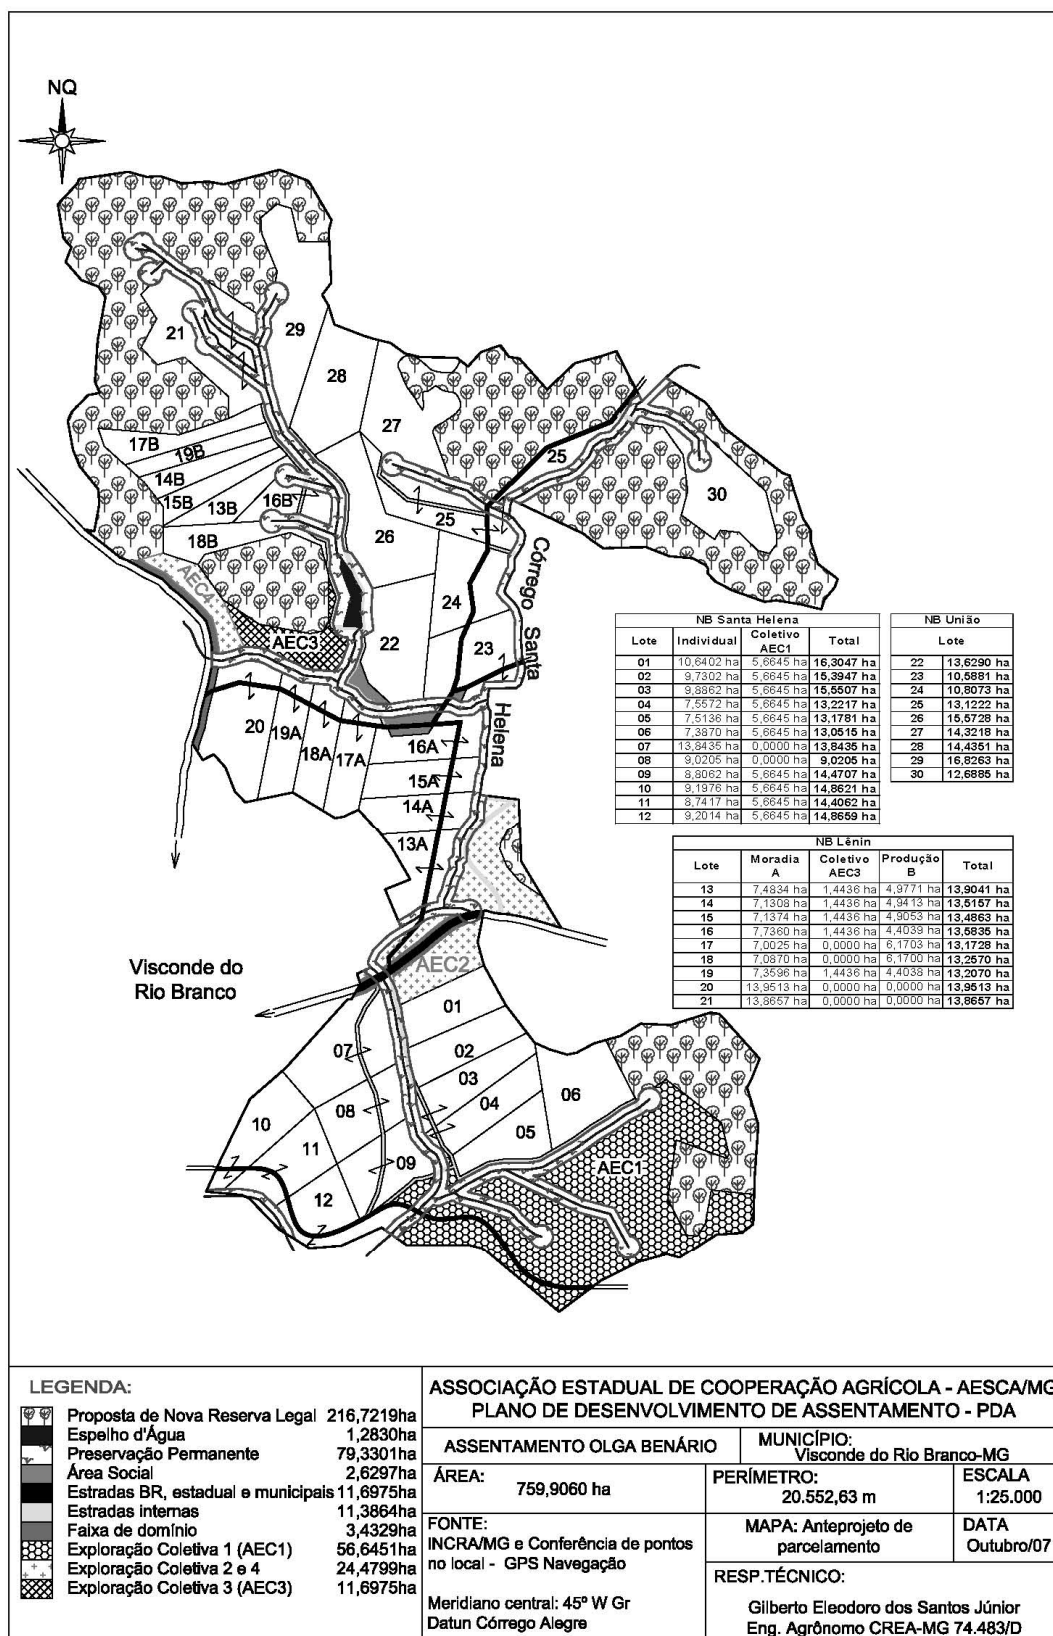 NQ
21
29
28
27
25
30
17B
19B
14B
15B
13B
16B
18B
26
25
24
22
23
AEC4
AEC3
Córrego Santa Helena
20
19A
18A
17A
16A
15A
14A
13A
Visconde do
Rio Branco
AEC2
01
07
02
03
08
04
06
10
05
11
09
AEC1
12
NB Santa Helena
Lote Individual Coletivo AEC1 Total
01 10,6402 ha 5,6645 ha 16,3047 ha
02 9,7302 ha 5,6645 ha 15,3947 ha
03 9,8862 ha 5,6645 ha 15,5507 ha
04 7,5572 ha 5,6645 ha 13,2217 ha
05 7,5136 ha 5,6645 ha 13,1781 ha
06 7,3870 ha 5,6645 ha 13,0515 ha
07 13,8435 ha 0,0000 ha 13,8435 ha
08 9,0205 ha 0,0000 ha 9,0205 ha
09 8,8062 ha 5,6645 ha 14,4707 ha
10 9,1976 ha 5,6645 ha 14,8621 ha
11 8,7417 ha 5,6645 ha 14,4062 ha
12 9,2014 ha 5,6645 ha 14,8659 ha
NB União
Lote
22 13,6290 ha
23 10,5881 ha
24 10,8073 ha
25 13,1222 ha
26 15,5728 ha
27 14,3218 ha
28 14,4351 ha
29 16,8263 ha
30 12,6885 ha
NB Lênin
Lote Moradia A Coletivo AEC3 Produção B Total
13 7,4834 ha 1,4436 ha 4,9771 ha 13,9041 ha
14 7,1308 ha 1,4436 ha 4,9413 ha 13,5157 ha
15 7,1374 ha 1,4436 ha 4,9053 ha 13,4863 ha
16 7,7360 ha 1,4436 ha 4,4039 ha 13,5835 ha
17 7,0025 ha 0,0000 ha 6,1703 ha 13,1728 ha
18 7,0870 ha 0,0000 ha 6,1700 ha 13,2570 ha
19 7,3596 ha 1,4436 ha 4,4038 ha 13,2070 ha
20 13,9513 ha 0,0000 ha 0,0000 ha 13,9513 ha
21 13,8657 ha 0,0000 ha 0,0000 ha 13,8657 ha
LEGENDA:
Proposta de Nova Reserva Legal 216,7219ha
Espelho d'Água 1,2830ha
Preservação Permanente 79,3301ha
Área Social 2,6297ha
Estradas BR, estadual e municipais 11,6975ha
Estradas internas 11,3864ha
Faixa de domínio 3,4329ha
Exploração Coletiva 1 (AEC1) 56,6451ha
Exploração Coletiva 2 e 4 24,4799ha
Exploração Coletiva 3 (AEC3) 11,6975ha
ASSOCIAÇÃO ESTADUAL DE COOPERAÇÃO AGRÍCOLA - AESCA/MG
PLANO DE DESENVOLVIMENTO DE ASSENTAMENTO - PDA
ASSENTAMENTO OLGA BENÁRIO
MUNICÍPIO:
Visconde do Rio Branco-MG
ÁREA:
759,9060 ha
PERÍMETRO:
20.552,63 m
ESCALA
1:25.000
FONTE:
INCRA/MG e Conferência de pontos
no local - GPS Navegação
Meridiano central: 45º W Gr
Datun Córrego Alegre
MAPA: Anteprojeto de
parcelamento
DATA
Outubro/07
RESP.TÉCNICO:
Gilberto Eleodoro dos Santos Júnior
Eng. Agrônomo CREA-MG 74.483/D